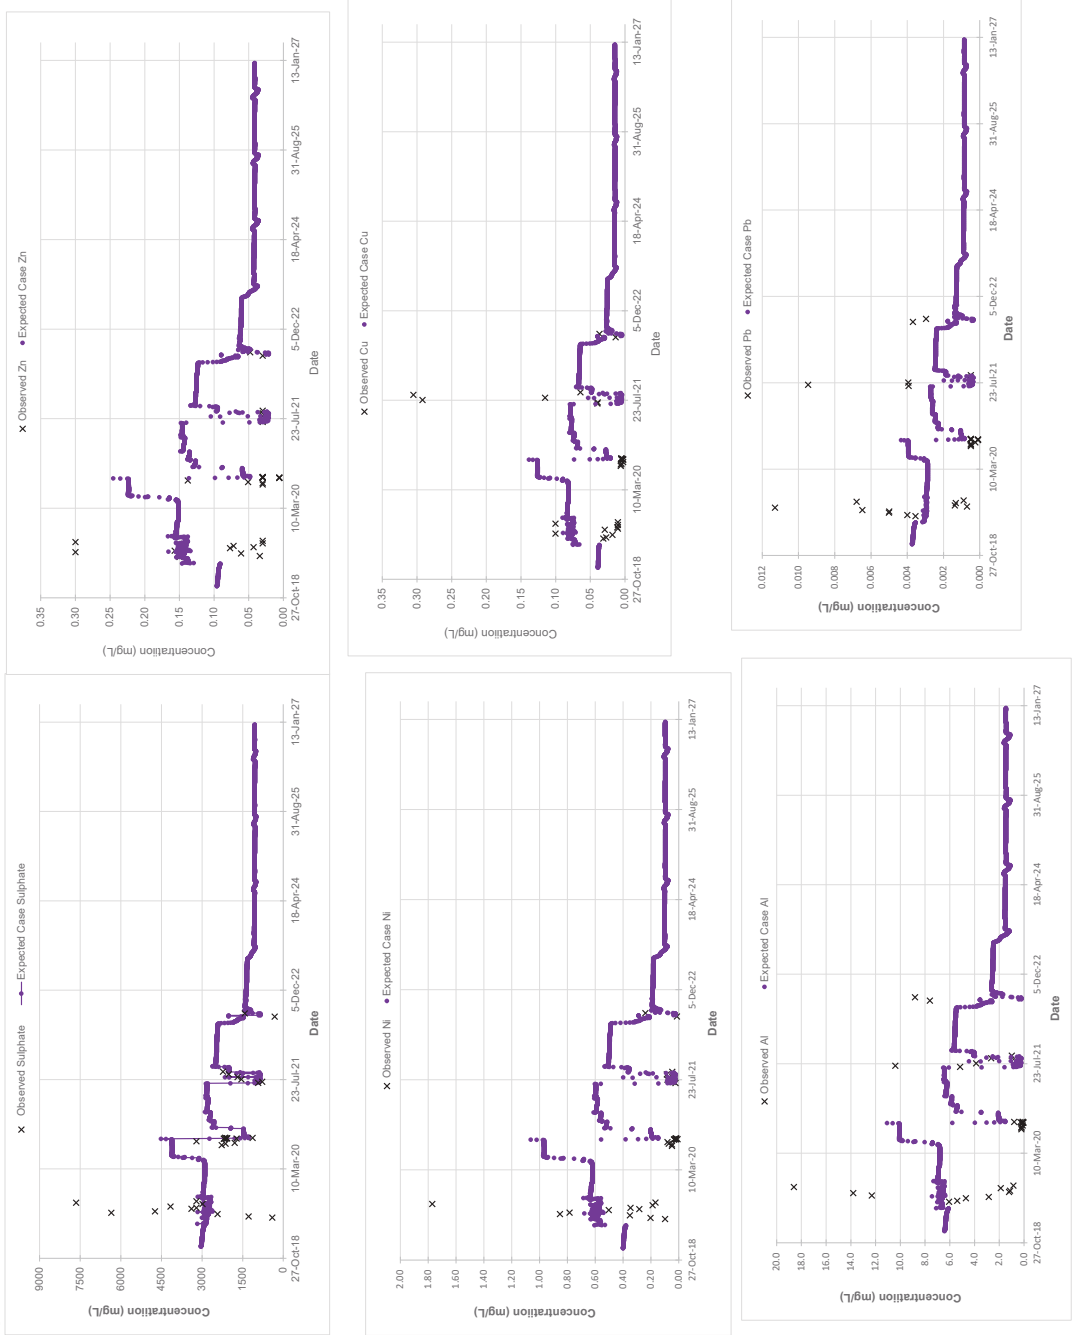 Observed Sulphate
Expected Case Sulphate
Concentration (mg/L)
9000
7500
6000
4500
3000
1500
0
27-Oct-18
10-Mar-20
23-Jul-21
5-Dec-22
18-Apr-24
31-Aug-25
13-Jan-27
Date
Observed Zn
Expected Case Zn
Concentration (mg/L)
0.35
0.35
0.20
0.15
0.10
0.05
0.00
27-Oct-18
10-Mar-20
23-Jul-21
5-Dec-22
18-Apr-24
31-Aug-25
13-Jan-27
Date
Observed Ni
Expected Case Ni
Concentration (mg/L)
2.00
1.00
1.00
0.80
0.60
0.40
0.20
0.00
27-Oct-18
10-Mar-20
23-Jul-21
5-Dec-22
18-Apr-24
31-Aug-25
13-Jan-27
Date
Observed Cu
Expected Case Cu
Concentration (mg/L)
0.35
0.35
0.20
0.15
0.10
0.05
0.00
27-Oct-18
10-Mar-20
23-Jul-21
5-Dec-22
18-Apr-24
31-Aug-25
13-Jan-27
Date
Observed Al
Expected Case Al
Concentration (mg/L)
20.0
18.0
16.0
14.0
12.0
10.0
8.0
6.0
4.0
2.0
0.0
27-Oct-18
10-Mar-20
23-Jul-21
5-Dec-22
18-Apr-24
31-Aug-25
13-Jan-27
Date
Observed Pb
Expected Case Pb
Concentration (mg/L)
0.012
0.010
0.008
0.006
0.004
0.002
0.000
27-Oct-18
10-Mar-20
23-Jul-21
5-Dec-22
18-Apr-24
31-Aug-25
13-Jan-27
Date